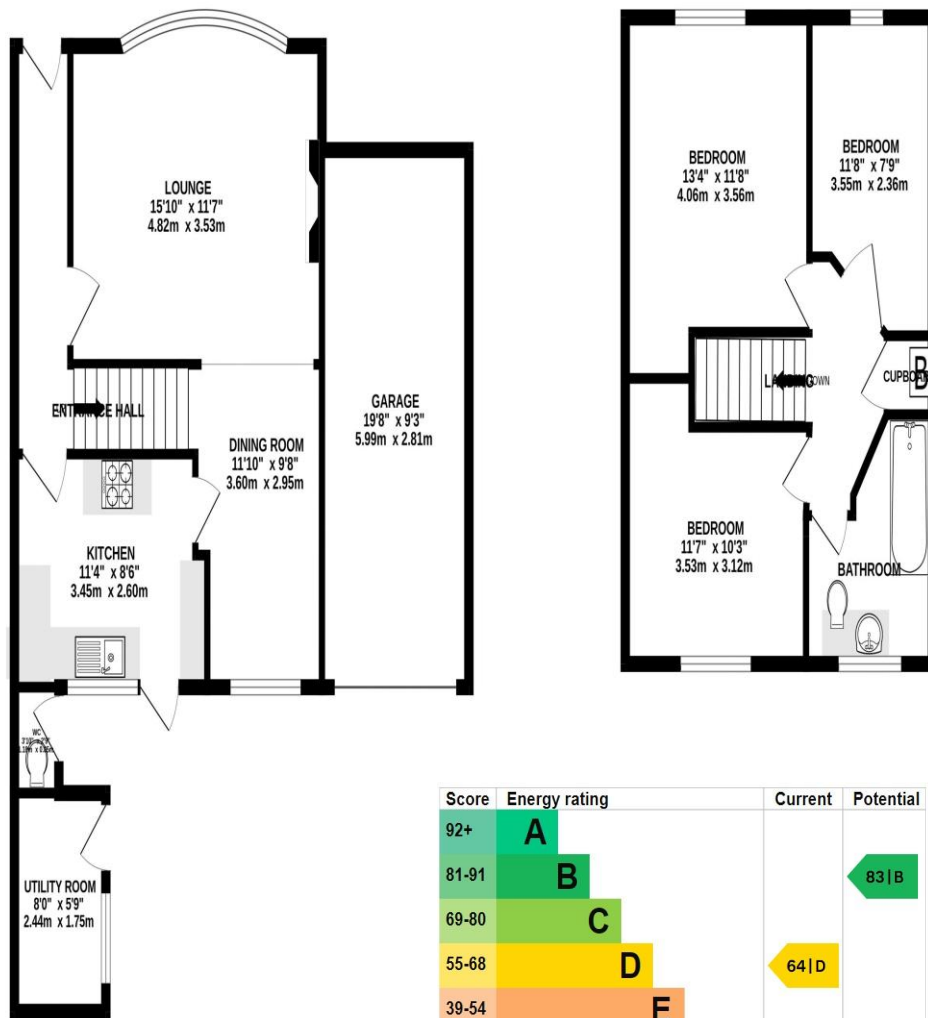 LOUNGE
15'10" x 11'7"
4.82m x 3.53m
ENTRANCE HALL
DINING ROOM
11'10" x 9'8"
3.60m x 2.95m
GARAGE
19'8" x 9'3"
5.99m x 2.81m
KITCHEN
11'4" x 8'6"
3.45m x 2.60m
WC
UTILITY ROOM
8'0" x 5'9"
2.44m x 1.75m
BEDROOM
13'4" x 11'8"
4.06m x 3.56m
BEDROOM
11'8" x 7'9"
3.55m x 2.36m
LANDING
CUPBOARD
B
BEDROOM
11'7" x 10'3"
3.53m x 3.12m
BATHROOM
Score Energy rating Current Potential
92+ A
81-91 B 83|B
69-80 C
55-68 D 64|D
39-54 E